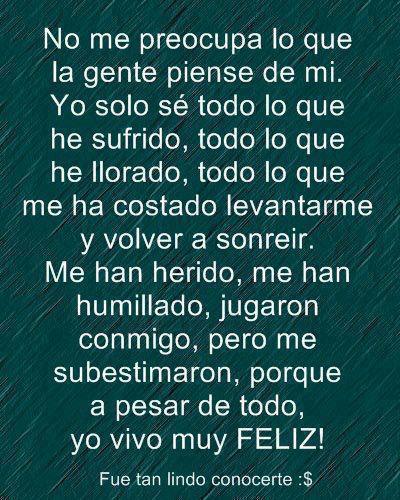 No me preocupa lo que
la gente piense de mi.
Yo solo sé todo lo que
he sufrido, todo lo que
he llorado, todo lo que
me ha costado levantarme
y volver a sonreir.
Me han herido, me han
humillado, jugaron
conmigo, pero me
subestimaron, porque
a pesar de todo,
yo vivo muy FELIZ!
Fue tan lindo conocerte :$